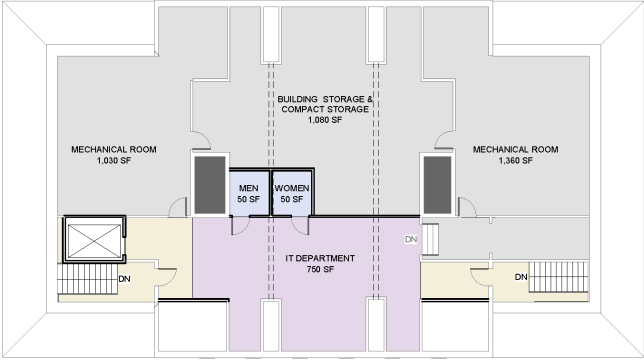 BUILDING STORAGE &
COMPACT STORAGE
1,080 SF
MECHANICAL ROOM
1,030 SF
MECHANICAL ROOM
1,360 SF
MEN
50 SF
WOMEN
50 SF
DN
IT DEPARTMENT
750 SF
DN
DN